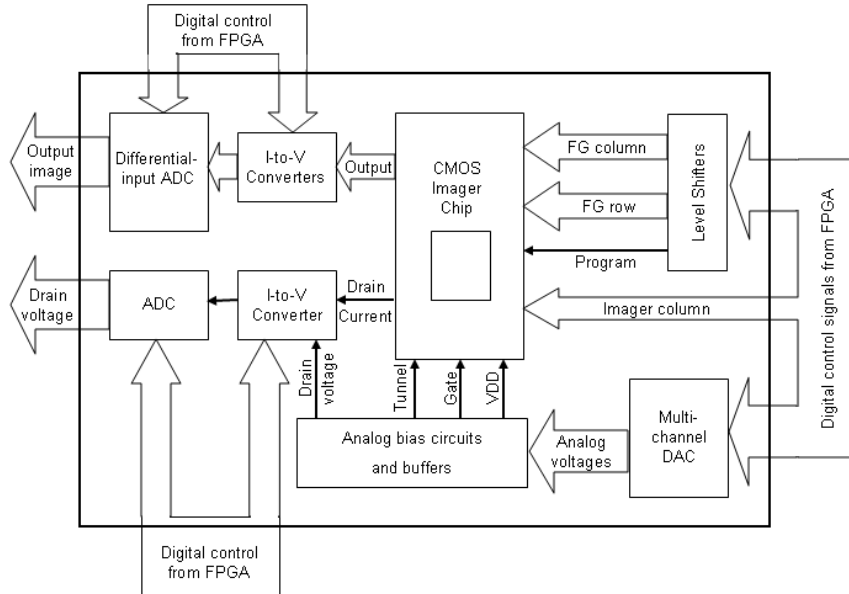 Digital control
from FPGA
Output
image
Differential-
input ADC
I-to-V
Converters
Output
CMOS
Imager
Chip
FG column
FG row
Program
Level Shifters
Imager column
Digital control signals from FPGA
Drain
voltage
ADC
I-to-V
Converter
Drain
Current
Drain
voltage
Tunnel
Gate
VDD
Analog bias circuits
and buffers
Analog
voltages
Multi-
channel
DAC
Digital control
from FPGA